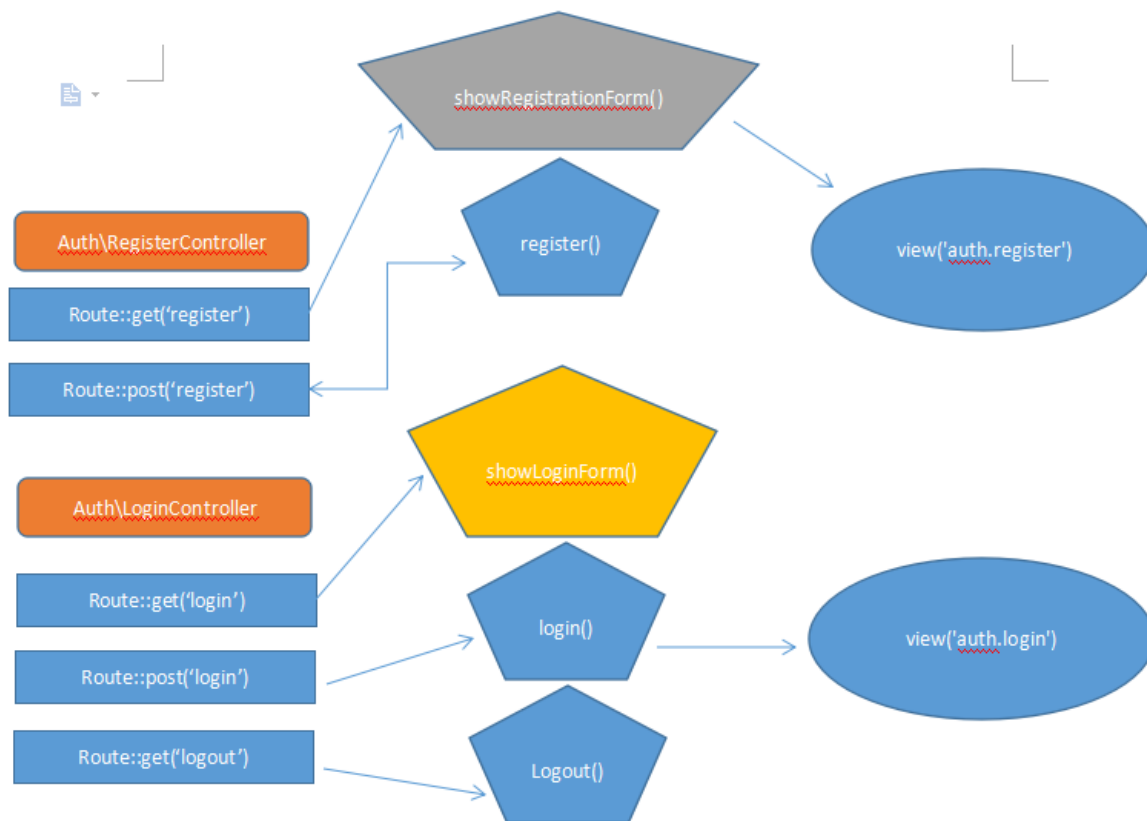 showRegistrationForm()
register()
Auth\RegisterController
view('auth.register')
Route::get(‘register’)
Route::post(‘register’)
showLoginForm()
Auth\LoginController
Route::get(‘login’)
login()
view('auth.login')
Route::post(‘login’)
Route::get(‘logout’)
Logout()